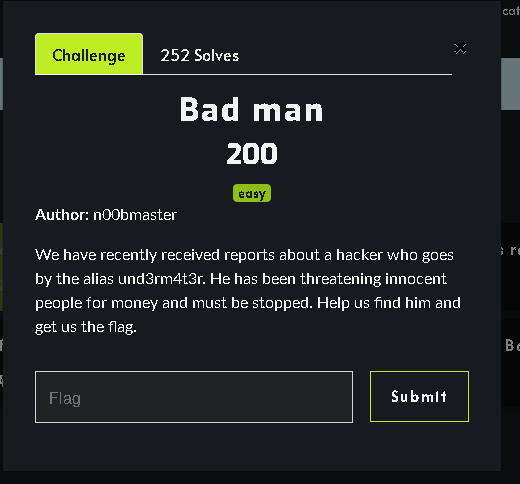 caf
Challenge 252 Solves ×
Bad man
200
easy
Author: n00bmaster
We have recently received reports about a hacker who goes
by the alias und3rm4t3r. He has been threatening innocent
people for money and must be stopped. Help us find him and
get us the flag.
Flag Submit